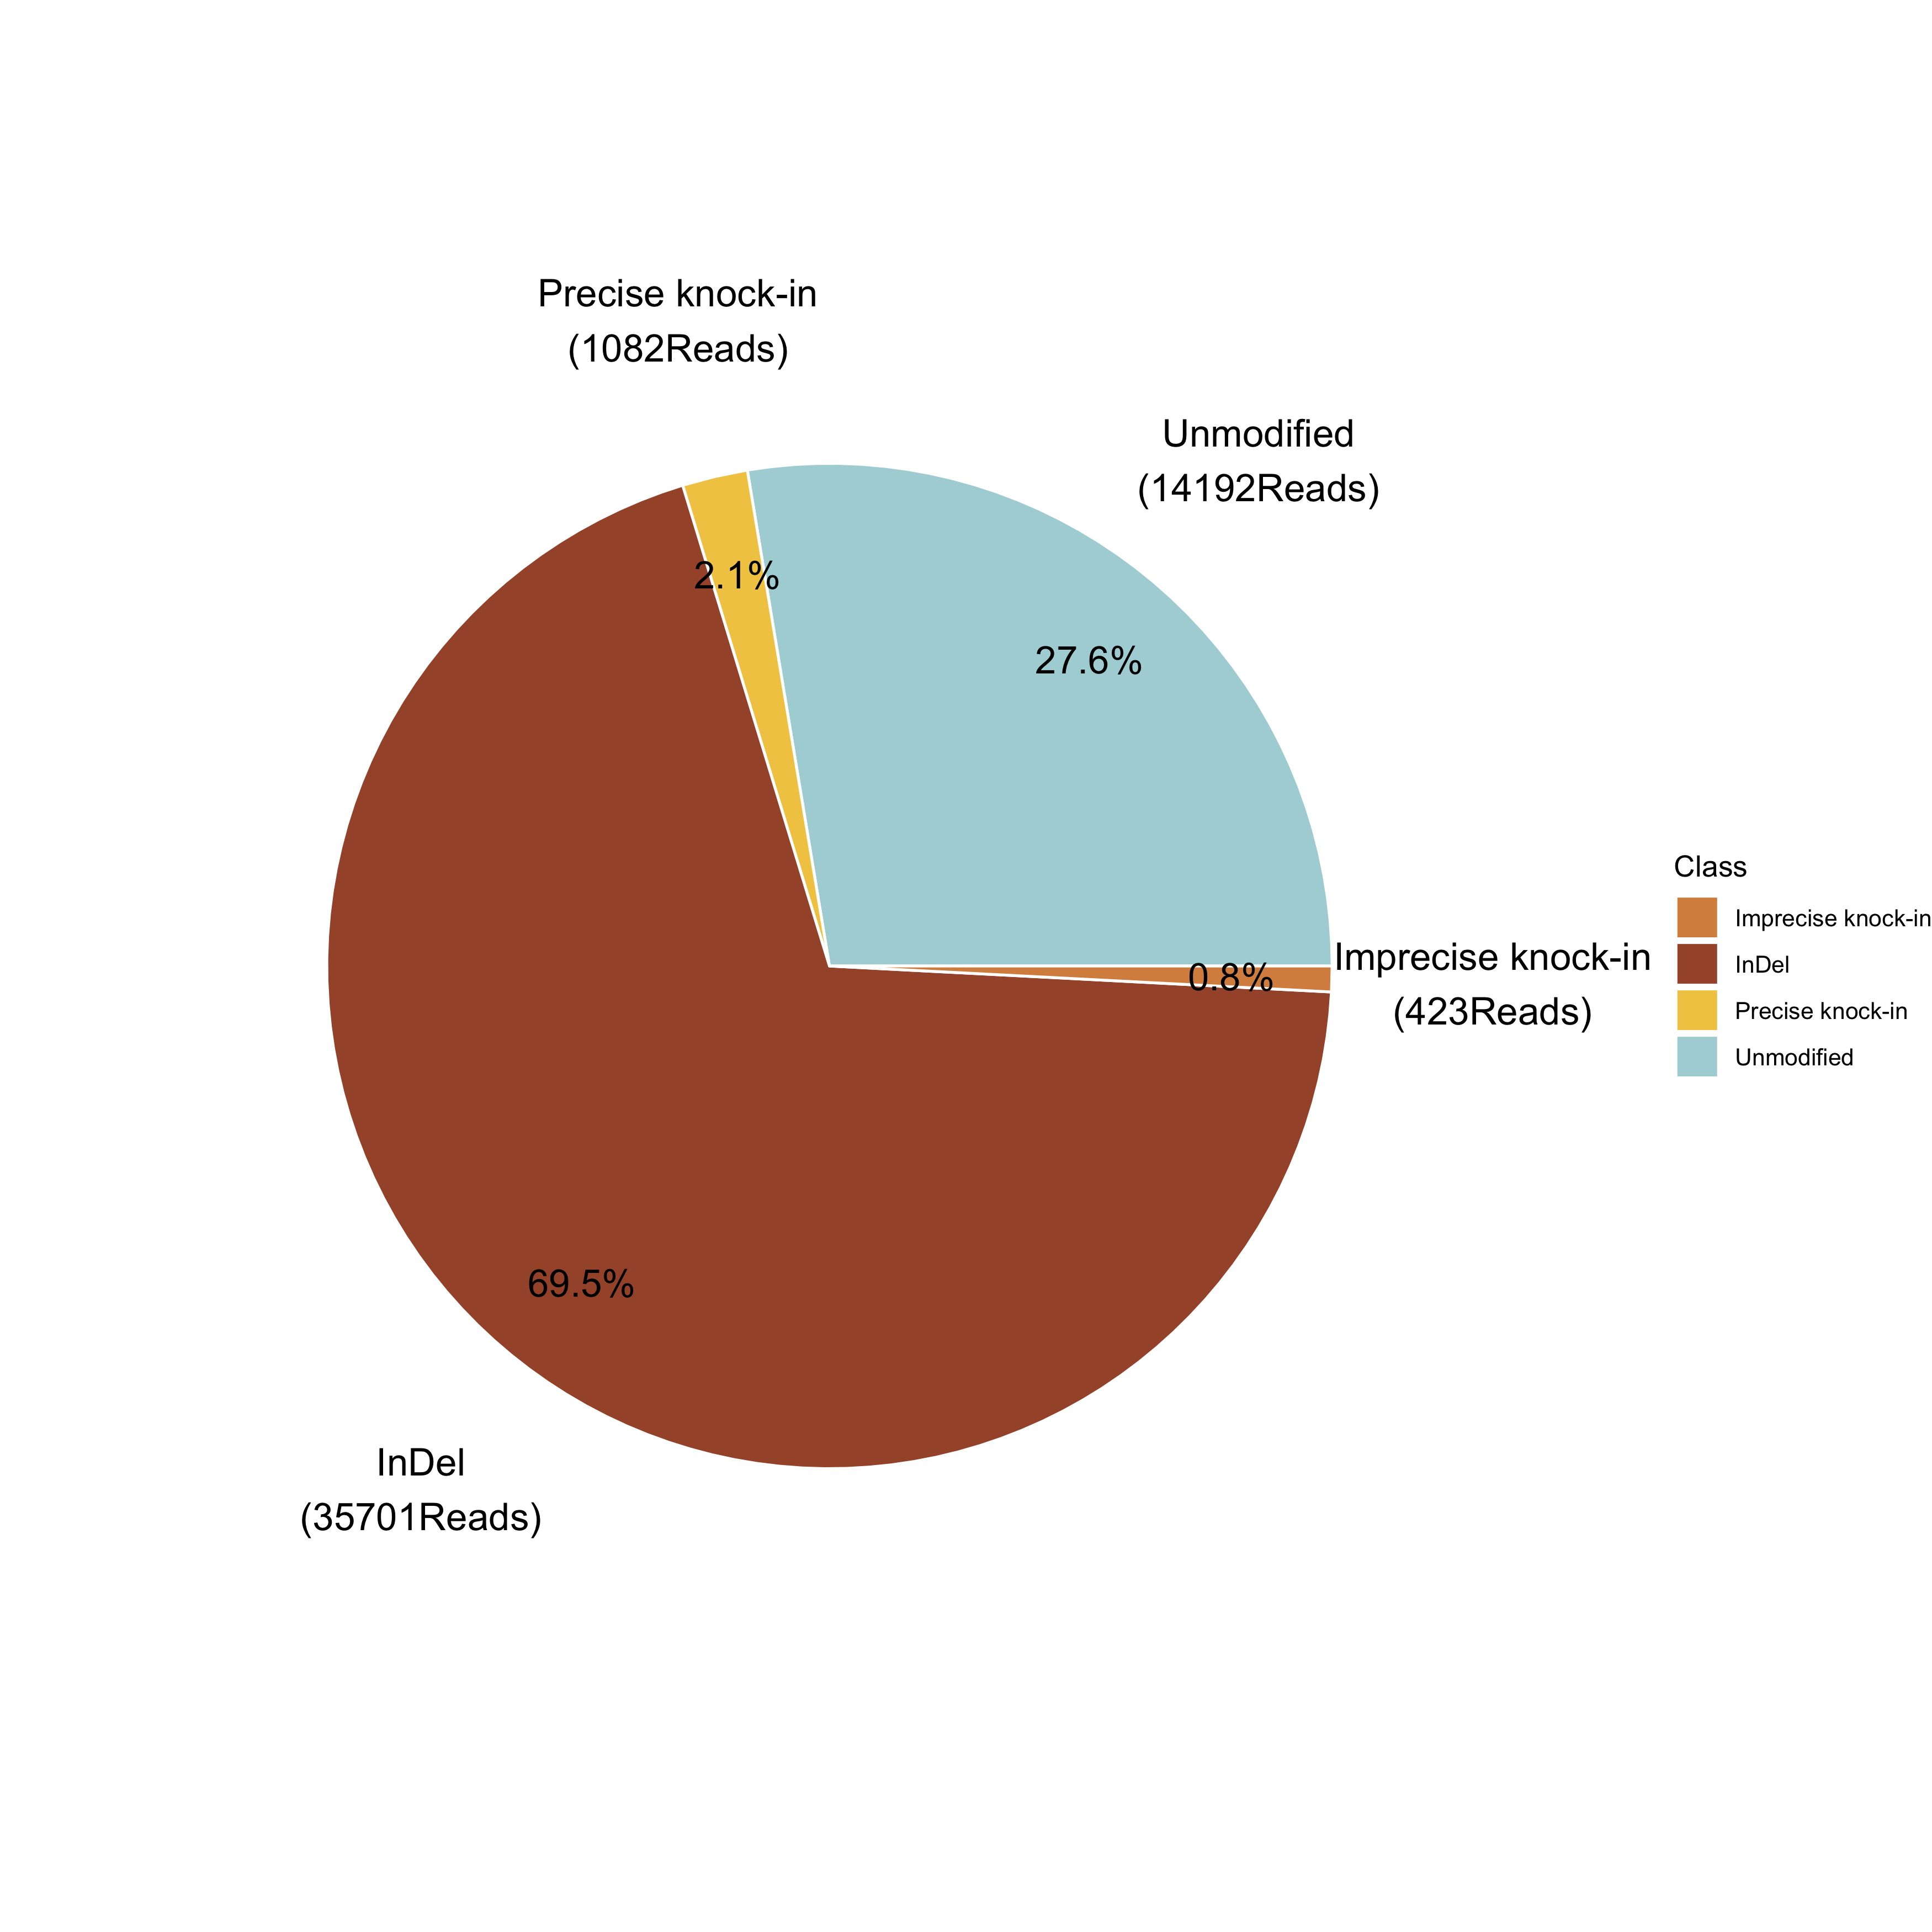 Precise knock-in
(1082Reads)
Unmodified
(14192Reads)
2.1%
27.6%
Class
Imprecise knock-in
InDel
Precise knock-in
Unmodified
Imprecise knock-in
(423Reads)
0.8%
69.5%
InDel
(35701Reads)